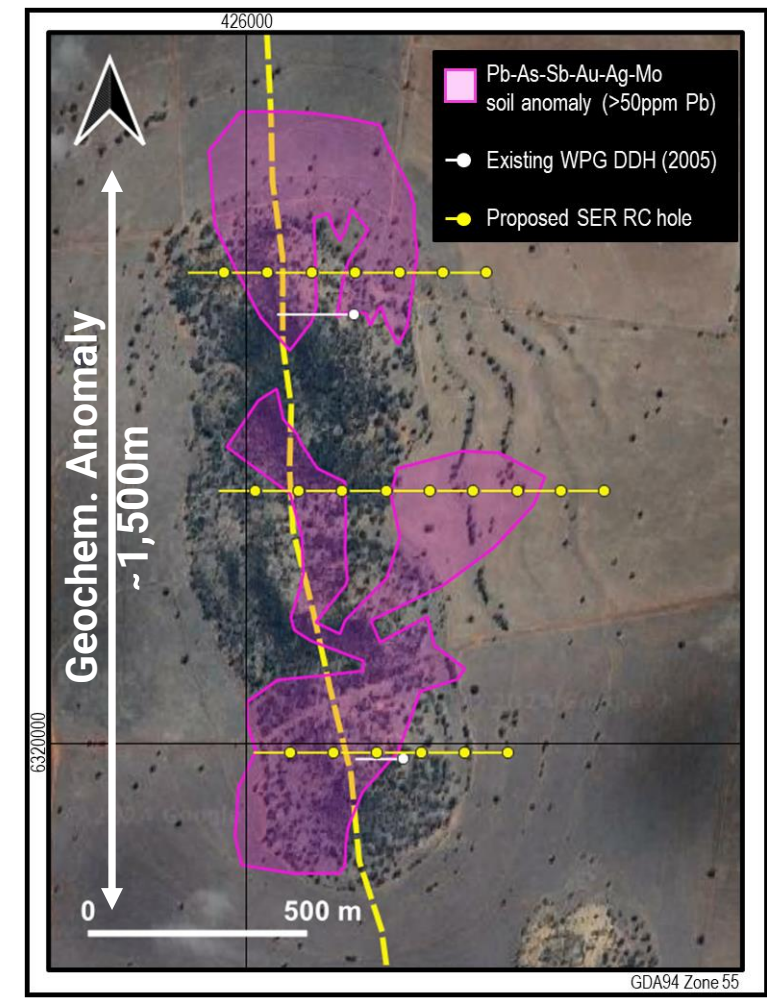 426000
Pb-As-Sb-Au-Ag-Mo
soil anomaly (>50ppm Pb)
Existing WPG DDH (2005)
Proposed SER RC hole
Geochem. Anomaly
~1,500m
6320000
0
500 m
GDA94 Zone 55